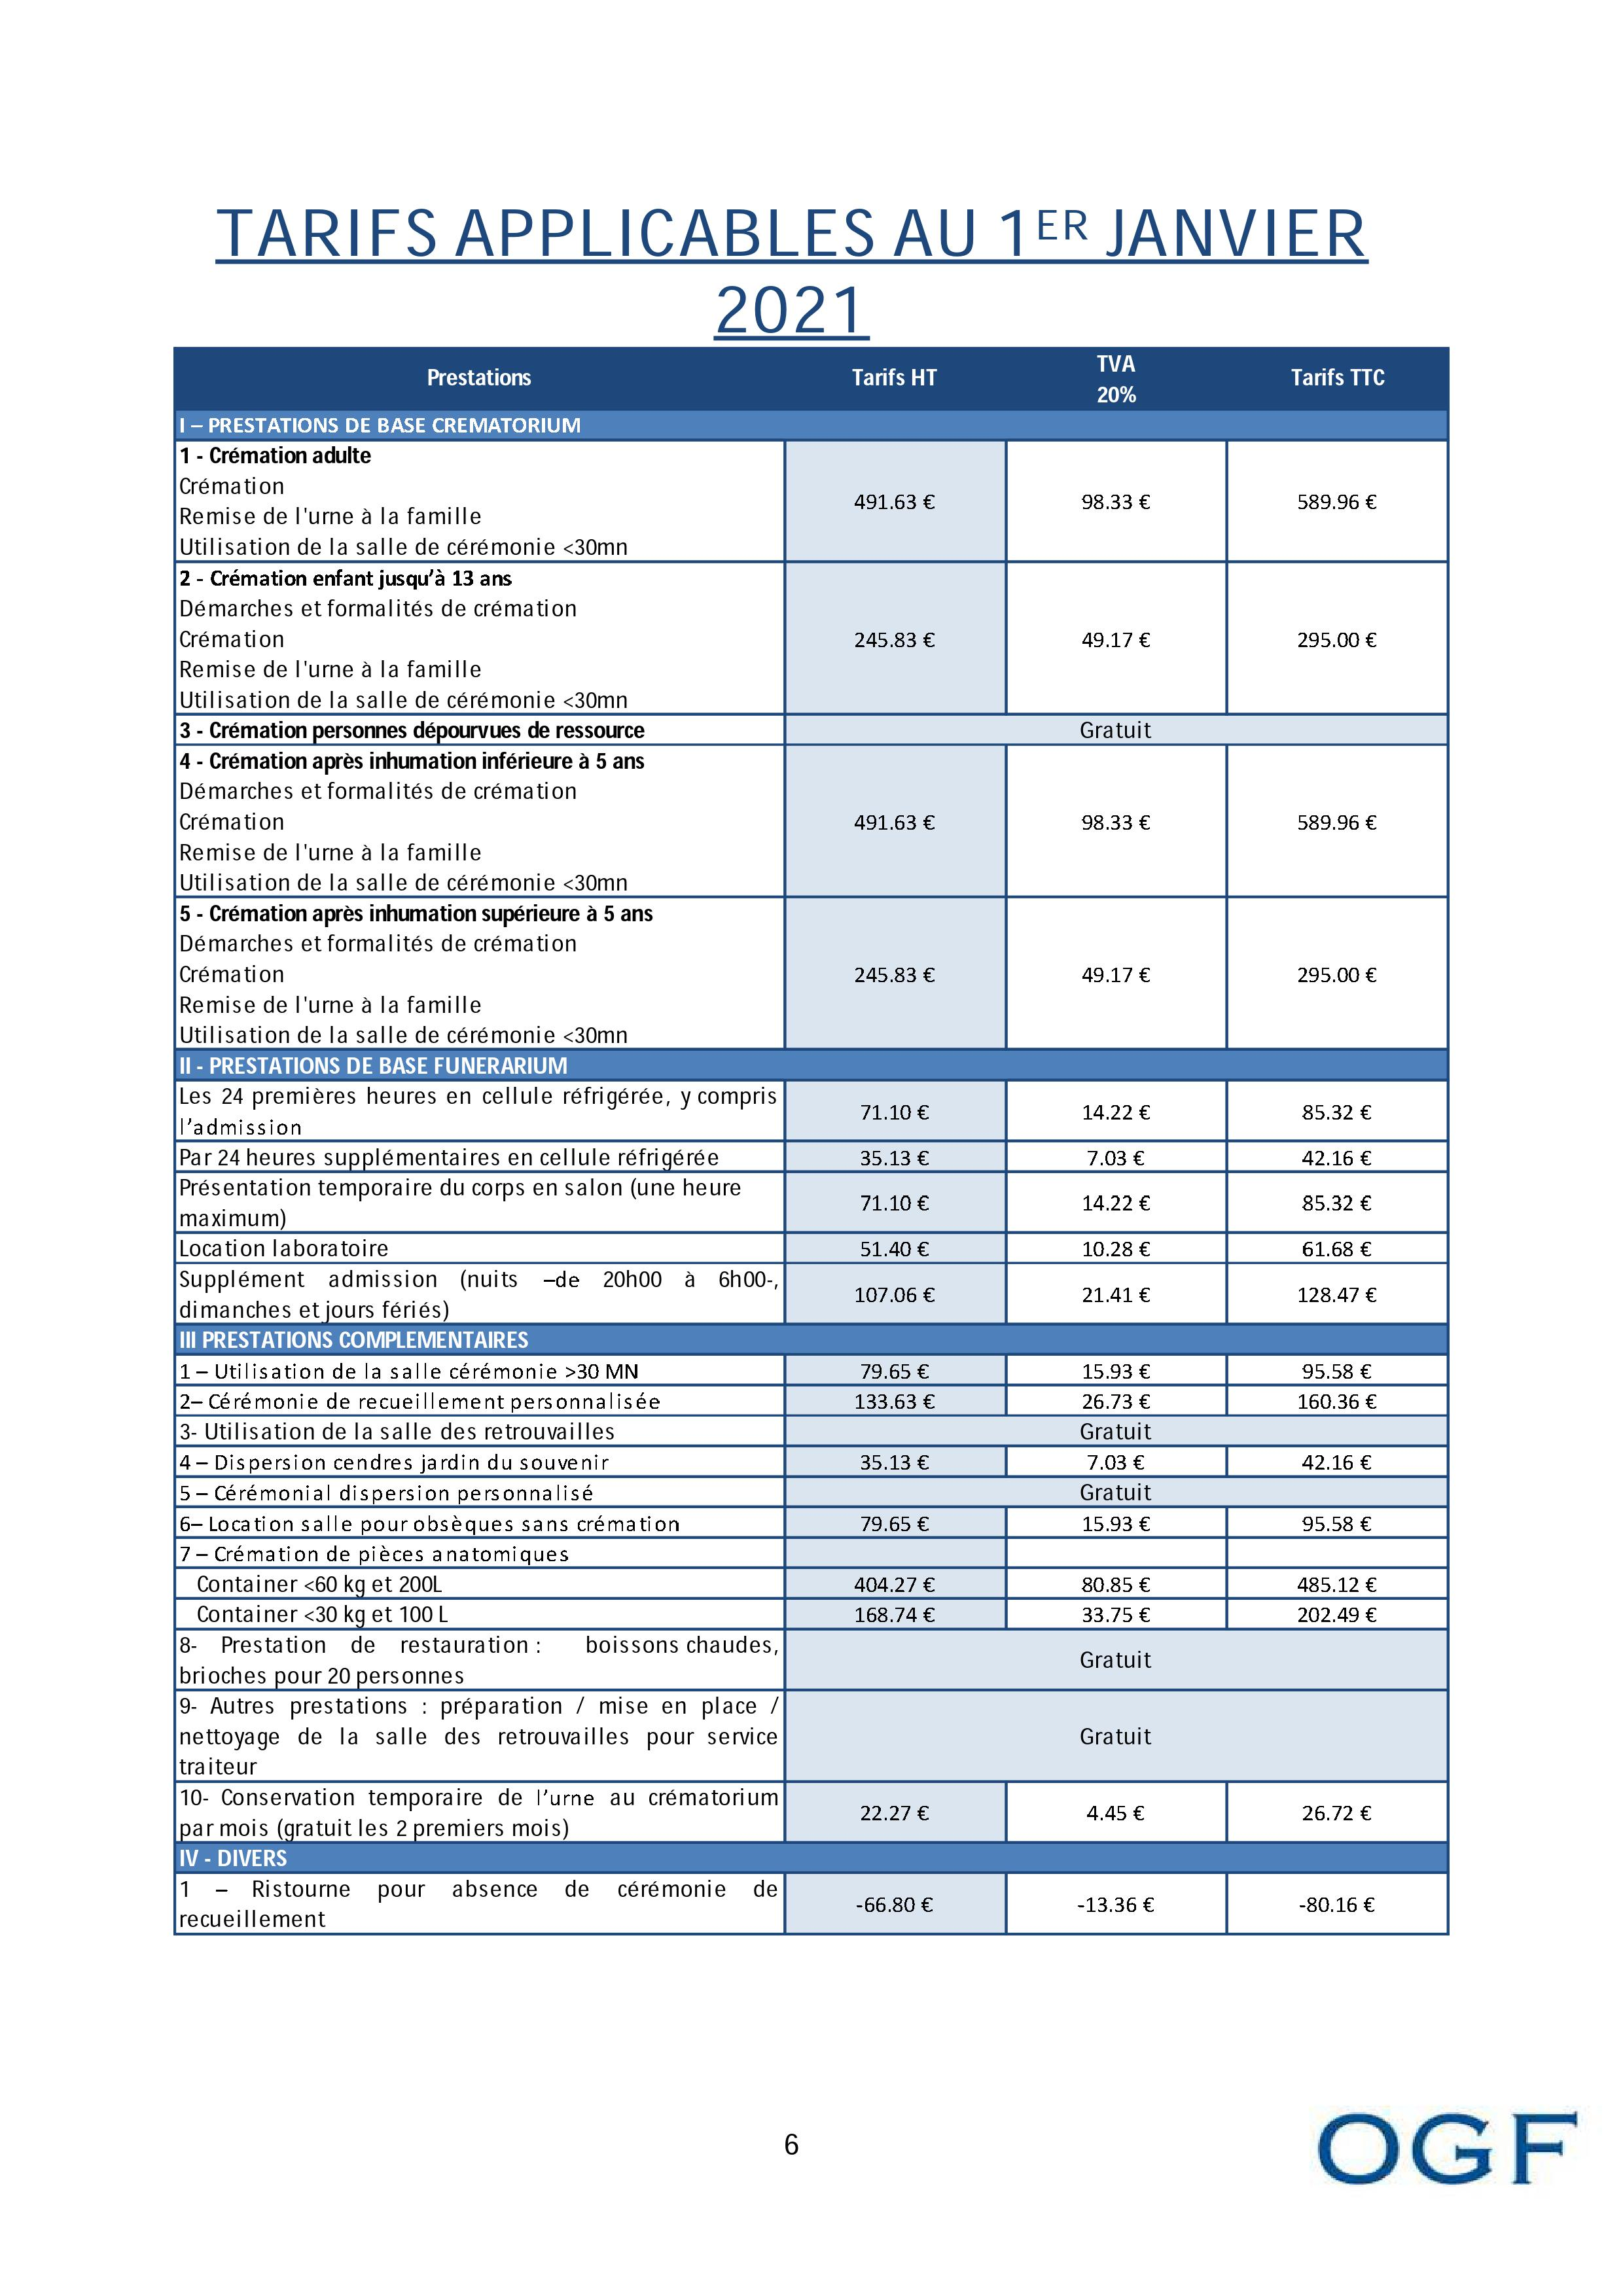 TARIFS APPLICABLES AU 1ER JANVIER
2021
Prestations Tarifs HT TVA 20% Tarifs TTC
I – PRESTATIONS DE BASE CREMATORIUM
1 - Crémation adulte
Crémation
Remise de l'urne à la famille
Utilisation de la salle de cérémonie <30mn
491.63 € 98.33 € 589.96 €
2 - Crémation enfant jusqu’à 13 ans
Démarches et formalités de crémation
Crémation
Remise de l'urne à la famille
Utilisation de la salle de cérémonie <30mn
245.83 € 49.17 € 295.00 €
3 - Crémation personnes dépourvues de ressource Gratuit
4 - Crémation après inhumation inférieure à 5 ans
Démarches et formalités de crémation
Crémation
Remise de l'urne à la famille
Utilisation de la salle de cérémonie <30mn
491.63 € 98.33 € 589.96 €
5 - Crémation après inhumation supérieure à 5 ans
Démarches et formalités de crémation
Crémation
Remise de l'urne à la famille
Utilisation de la salle de cérémonie <30mn
245.83 € 49.17 € 295.00 €
II - PRESTATIONS DE BASE FUNERARIUM
Les 24 premières heures en cellule réfrigérée, y compris
l’admission
71.10 € 14.22 € 85.32 €
Par 24 heures supplémentaires en cellule réfrigérée 35.13 € 7.03 € 42.16 €
Présentation temporaire du corps en salon (une heure
maximum)
71.10 € 14.22 € 85.32 €
Location laboratoire 51.40 € 10.28 € 61.68 €
Supplément admission (nuits –de 20h00 à 6h00-,
dimanches et jours fériés)
107.06 € 21.41 € 128.47 €
III PRESTATIONS COMPLEMENTAIRES
1 – Utilisation de la salle cérémonie >30 MN 79.65 € 15.93 € 95.58 €
2– Cérémonie de recueillement personnalisée 133.63 € 26.73 € 160.36 €
3- Utilisation de la salle des retrouvailles Gratuit
4 – Dispersion cendres jardin du souvenir 35.13 € 7.03 € 42.16 €
5 – Cérémonial dispersion personnalisé Gratuit
6– Location salle pour obsèques sans crémation 79.65 € 15.93 € 95.58 €
7 – Crémation de pièces anatomiques
Container <60 kg et 200L 404.27 € 80.85 € 485.12 €
Container <30 kg et 100 L 168.74 € 33.75 € 202.49 €
8- Prestation de restauration : boissons chaudes,
brioches pour 20 personnes
Gratuit
9- Autres prestations : préparation / mise en place /
nettoyage de la salle des retrouvailles pour service
traiteur
Gratuit
10- Conservation temporaire de l’urne au crématorium
par mois (gratuit les 2 premiers mois)
22.27 € 4.45 € 26.72 €
IV - DIVERS
1 – Ristourne pour absence de cérémonie de
recueillement
-66.80 € -13.36 € -80.16 €
6
OGF